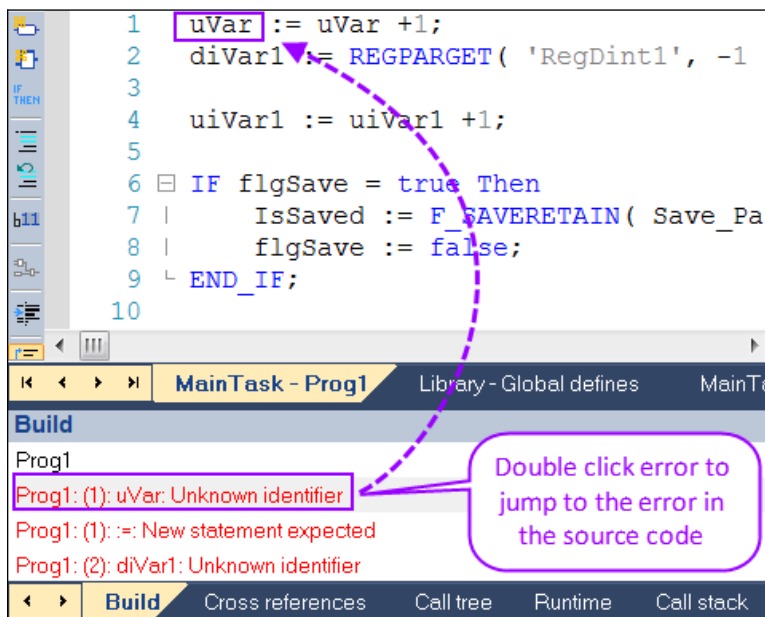 1 uVar := uVar +1;
2 diVar1 := REGPARGET( 'RegDint1', -1
IF
THEN
3
4 uiVar1 := uiVar1 +1;
5
6 IF flgSave = true Then
7 IsSaved := F_SAVERETAIN( Save_Pa
b11
8 flgSave := false;
9 END_IF;
10
MainTask - Prog1 Library - Global defines MainTa
Build
Prog1
Prog1: (1): uVar: Unknown identifier
Prog1: (1): :=: New statement expected
Prog1: (2): diVar1: Unknown identifier
Double click error to
jump to the error in
the source code
Build Cross references Call tree Runtime Call stack